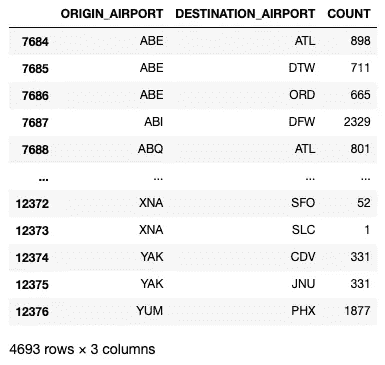 ORIGIN_AIRPORT DESTINATION_AIRPORT COUNT
7684 ABE ATL 898
7685 ABE DTW 711
7686 ABE ORD 665
7687 ABI DFW 2329
7688 ABQ ATL 801
... ... ... ...
12372 XNA SFO 52
12373 XNA SLC 1
12374 YAK CDV 331
12375 YAK JNU 331
12376 YUM PHX 1877
4693 rows × 3 columns